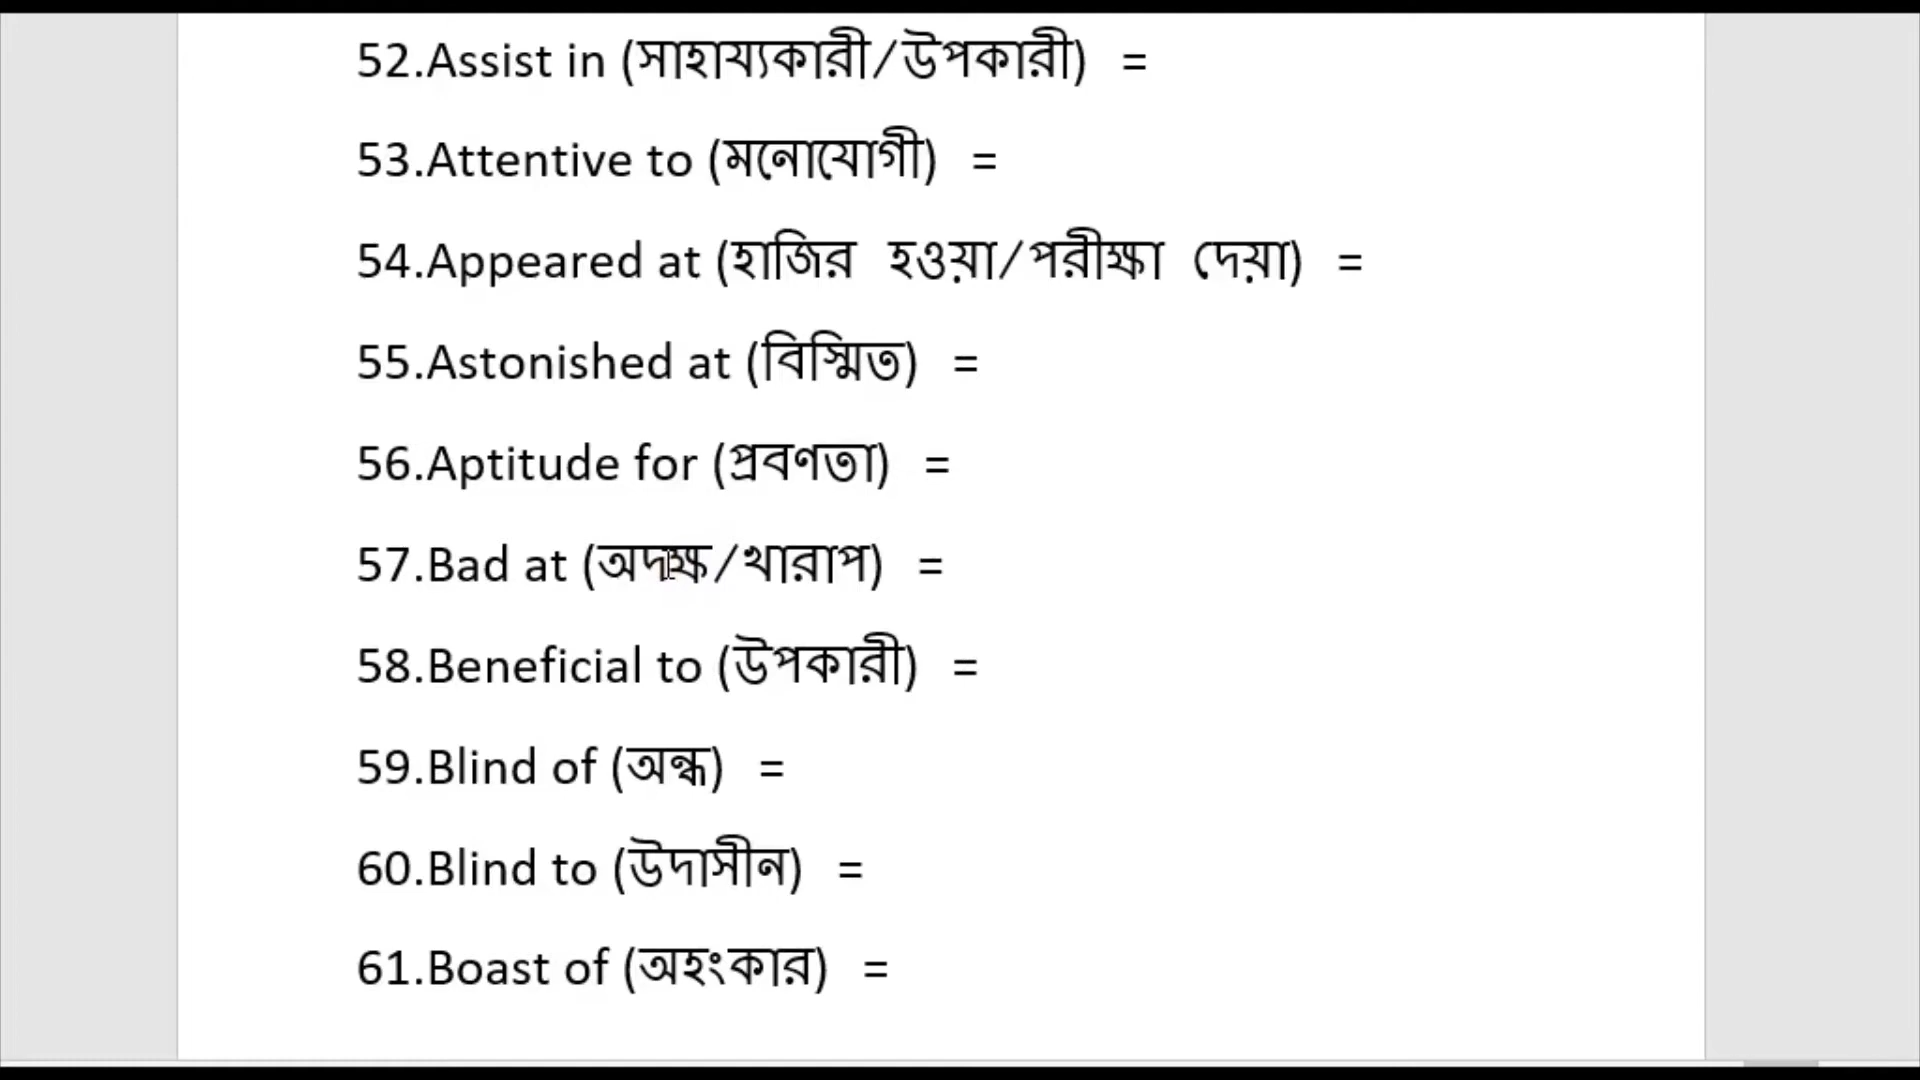 52.Assist in (সাহায্যকারী/উপকারী) =
53.Attentive to (মনোযোগী) =
54.Appeared at (হাজির হওয়া/পরীক্ষা দেয়া) =
55.Astonished at (বিস্মিত) =
56.Aptitude for (প্রবণতা) =
57.Bad at (অদক্ষ/খারাপ) =
58.Beneficial to (উপকারী) =
59.Blind of (অন্ধ) =
60.Blind to (উদাসীন) =
61.Boast of (অহংকার) =